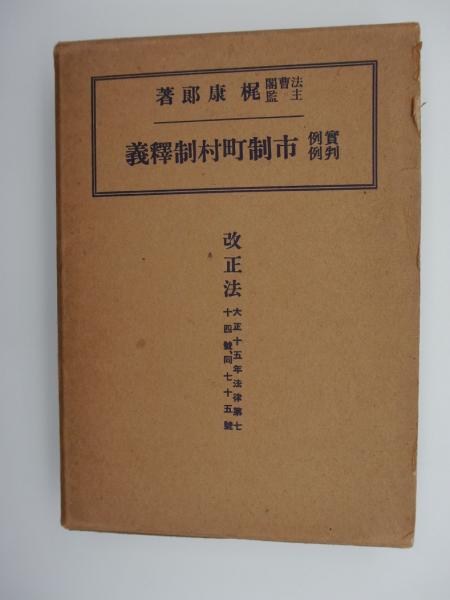 法曹閣
主監
梶康郎著
實例
判例
市制町村制釋義
改正法
大正十五年法律第七
十四號、同七十五號